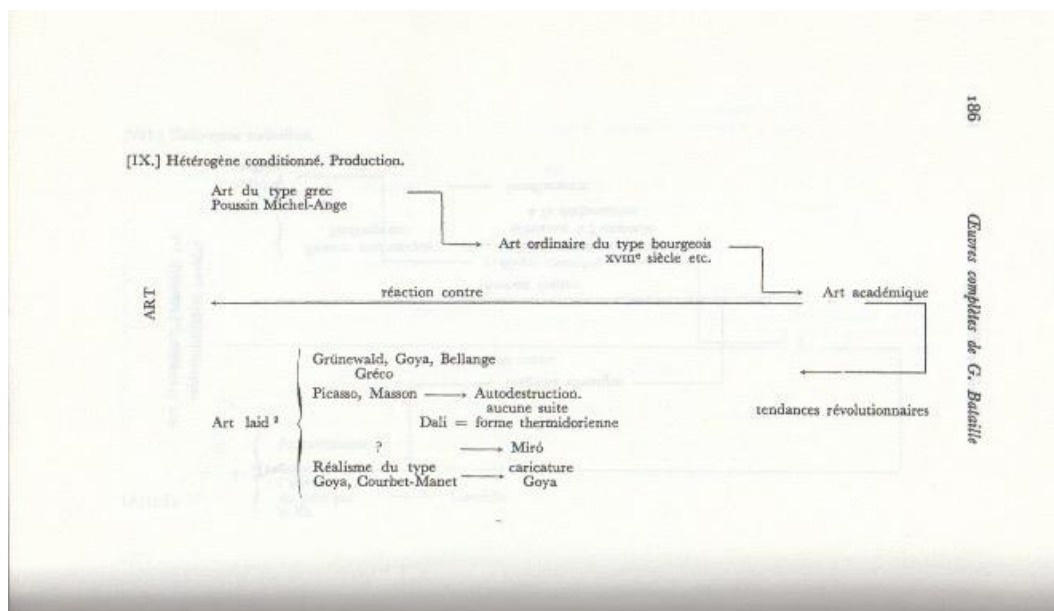 186
Œuvres complètes de G. Bataille
[IX.] Hétérogène conditionné. Production.
Art du type grec
Poussin Michel-Ange
Art ordinaire du type bourgeois
XVIIIᵉ siècle etc.
Art académique
réaction contre
ART
tendances révolutionnaires
Art laid ²
Grünewald, Goya, Bellange
Gréco
Picasso, Masson
Autodestruction.
aucune suite
Dali = forme thermidorienne
?
Miró
Réalisme du type
Goya, Courbet-Manet
caricature
Goya